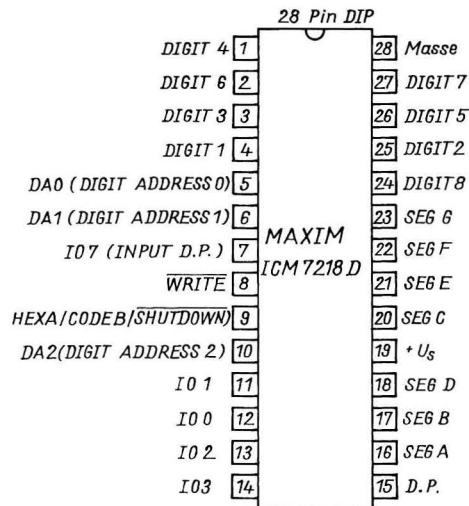 28 Pin DIP
DIGIT 4 1 28 Masse
DIGIT 6 2 27 DIGIT 7
DIGIT 3 3 26 DIGIT 5
DIGIT 1 4 25 DIGIT 2
DA0 (DIGIT ADDRESS 0) 5 24 DIGIT 8
DA1 (DIGIT ADDRESS 1) 6 23 SEG G
MAXIM
IO7 (INPUT D.P.) 7 22 SEG F
ICM 7218 D
WRITE 8 21 SEG E
HEXA/CODEB/SHUTDOWN) 9 20 SEG C
DA2 (DIGIT ADDRESS 2) 10 19 + Us
IO 1 11 18 SEG D
IO 0 12 17 SEG B
IO 2 13 16 SEG A
IO3 14 15 D.P.